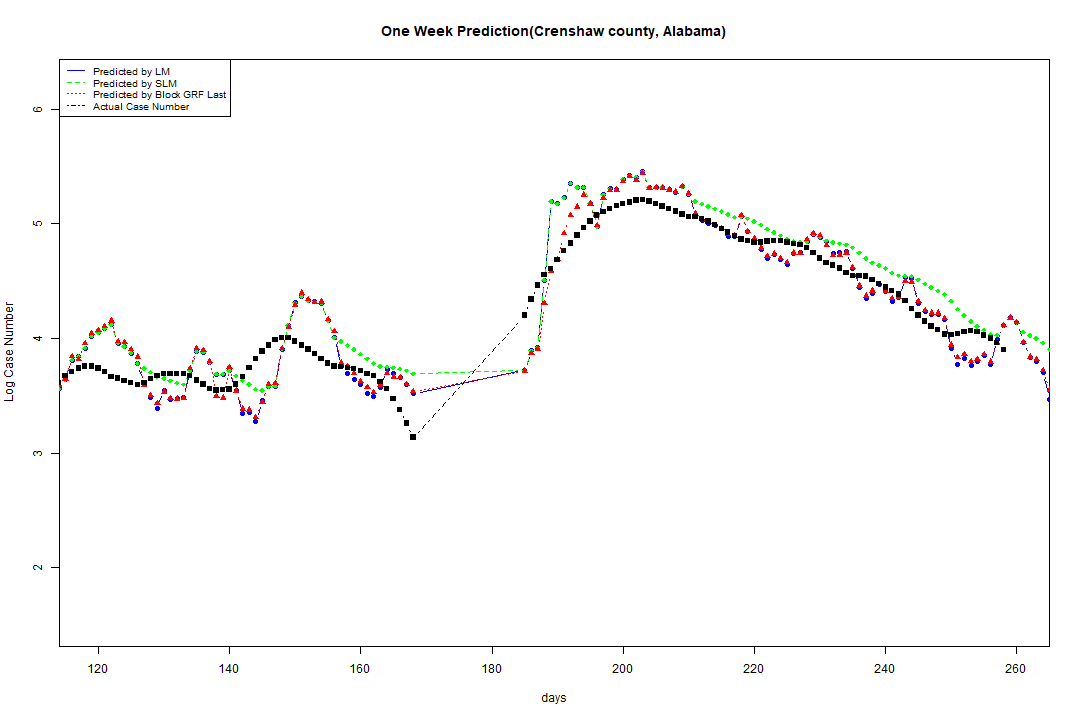 One Week Prediction(Crenshaw county, Alabama)
Predicted by LM
Predicted by SLM
Predicted by Block GRF Last
Actual Case Number
6
5
4
3
2
Log Case Number
120 140 160 180 200 220 240 260
days